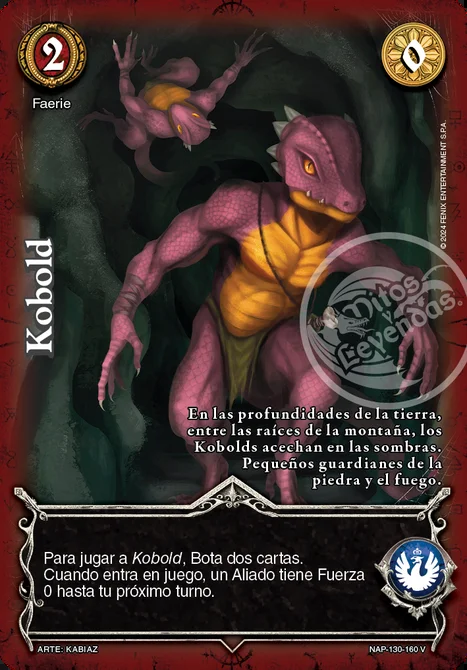 2
0
Faerie
© 2024 FENIX ENTERTAINMENT S.P.A.
Kobold
Mitos
y
Leyendas
En las profundidades de la tierra,
entre las raíces de la montaña, los
Kobolds acechan en las sombras.
Pequeños guardianes de la
piedra y el fuego.
Para jugar a Kobold, Bota dos cartas.
Cuando entra en juego, un Aliado tiene Fuerza
0 hasta tu próximo turno.
ARTE: KABIAZ
NAP-130-160 V